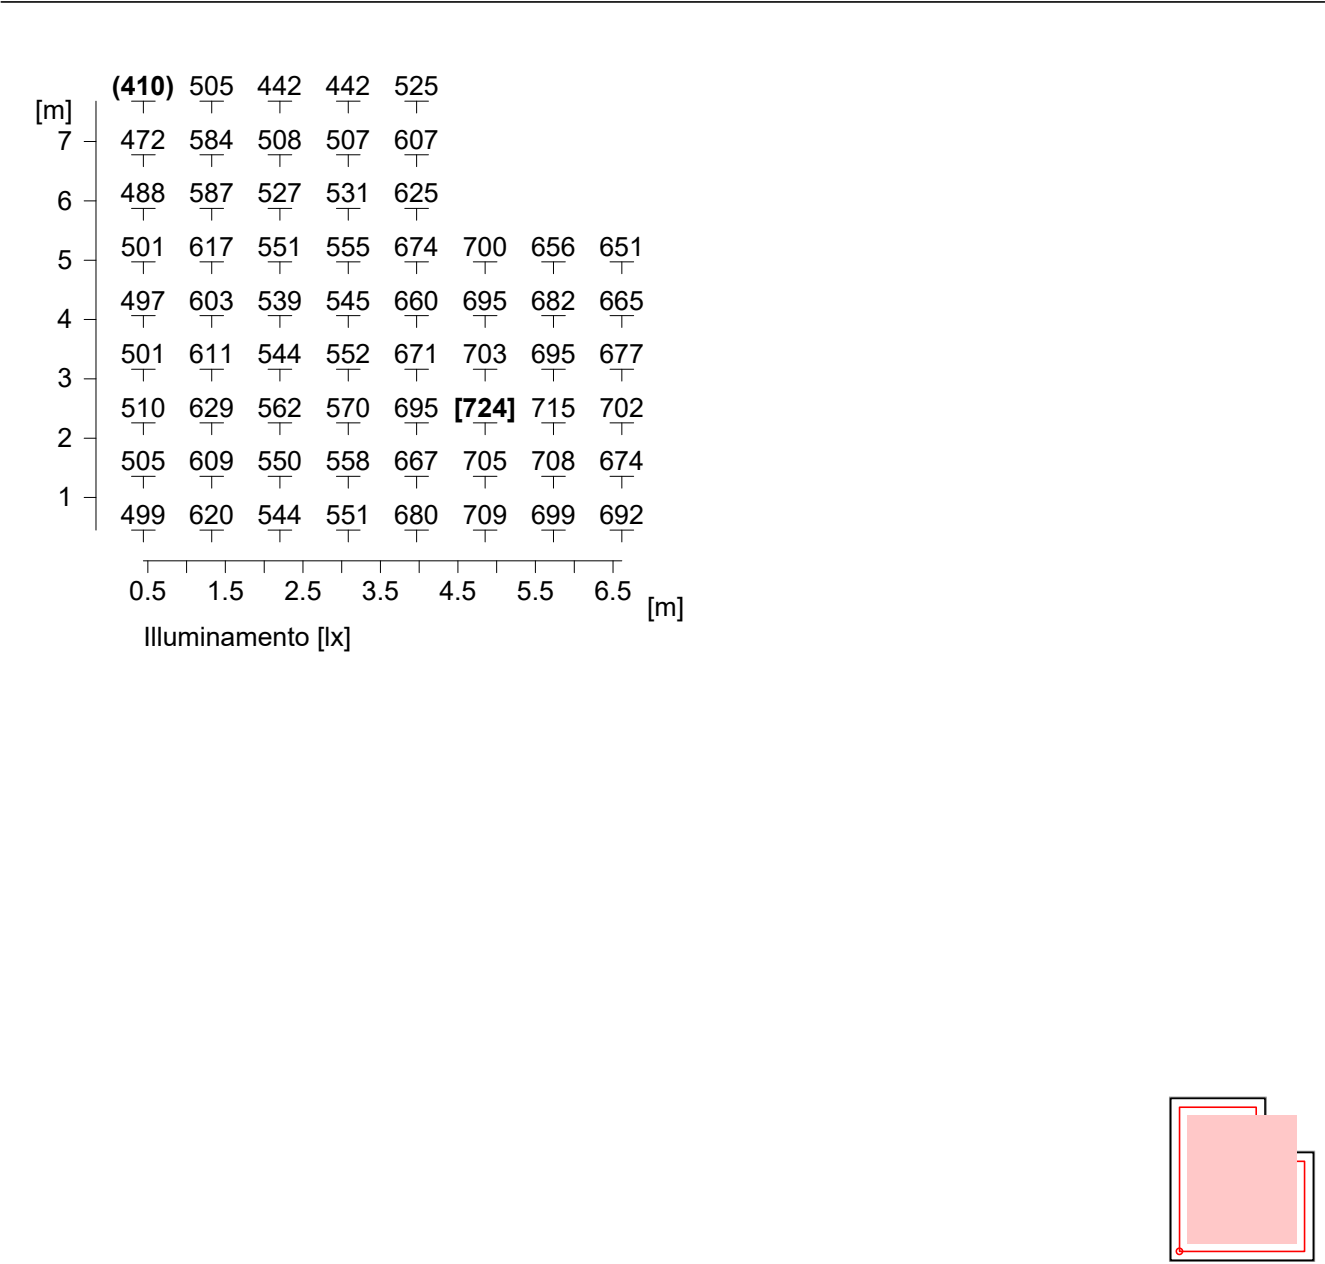 (410) 505 442 442 525
[m]
7 472 584 508 507 607
6 488 587 527 531 625
5 501 617 551 555 674 700 656 651
4 497 603 539 545 660 695 682 665
3 501 611 544 552 671 703 695 677
510 629 562 570 695 [724] 715 702
2
505 609 550 558 667 705 708 674
1
499 620 544 551 680 709 699 692
0.5 1.5 2.5 3.5 4.5 5.5 6.5 [m]
Illuminamento [lx]